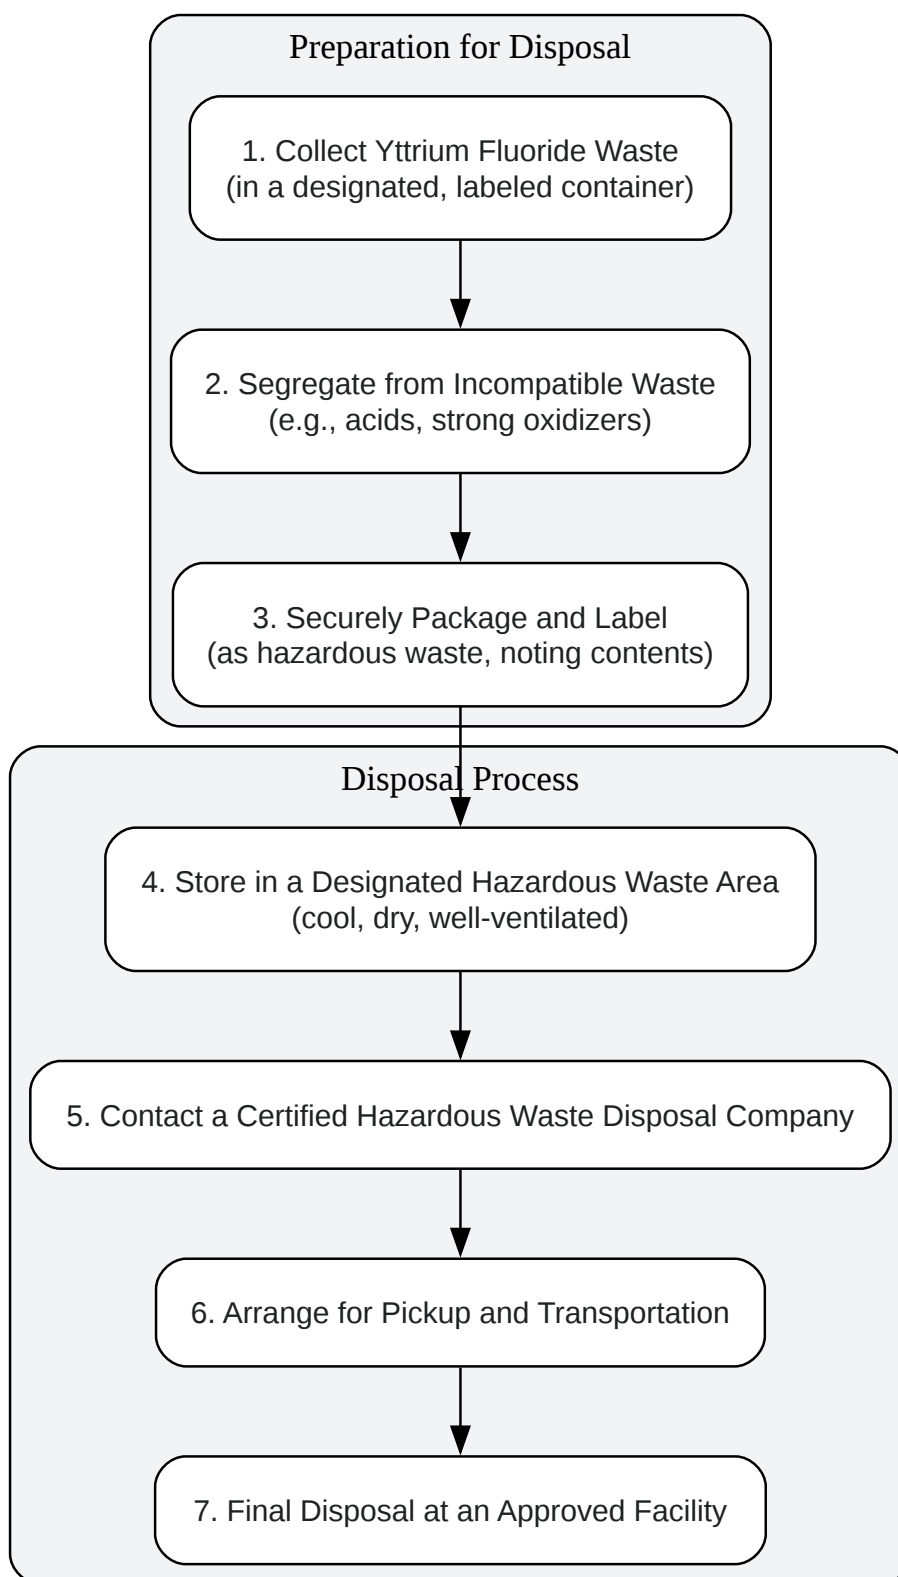 Preparation for Disposal
1. Collect Yttrium Fluoride Waste
(in a designated, labeled container)
2. Segregate from Incompatible Waste
(e.g., acids, strong oxidizers)
3. Securely Package and Label
(as hazardous waste, noting contents)
Disposal Process
4. Store in a Designated Hazardous Waste Area
(cool, dry, well-ventilated)
5. Contact a Certified Hazardous Waste Disposal Company
6. Arrange for Pickup and Transportation
7. Final Disposal at an Approved Facility